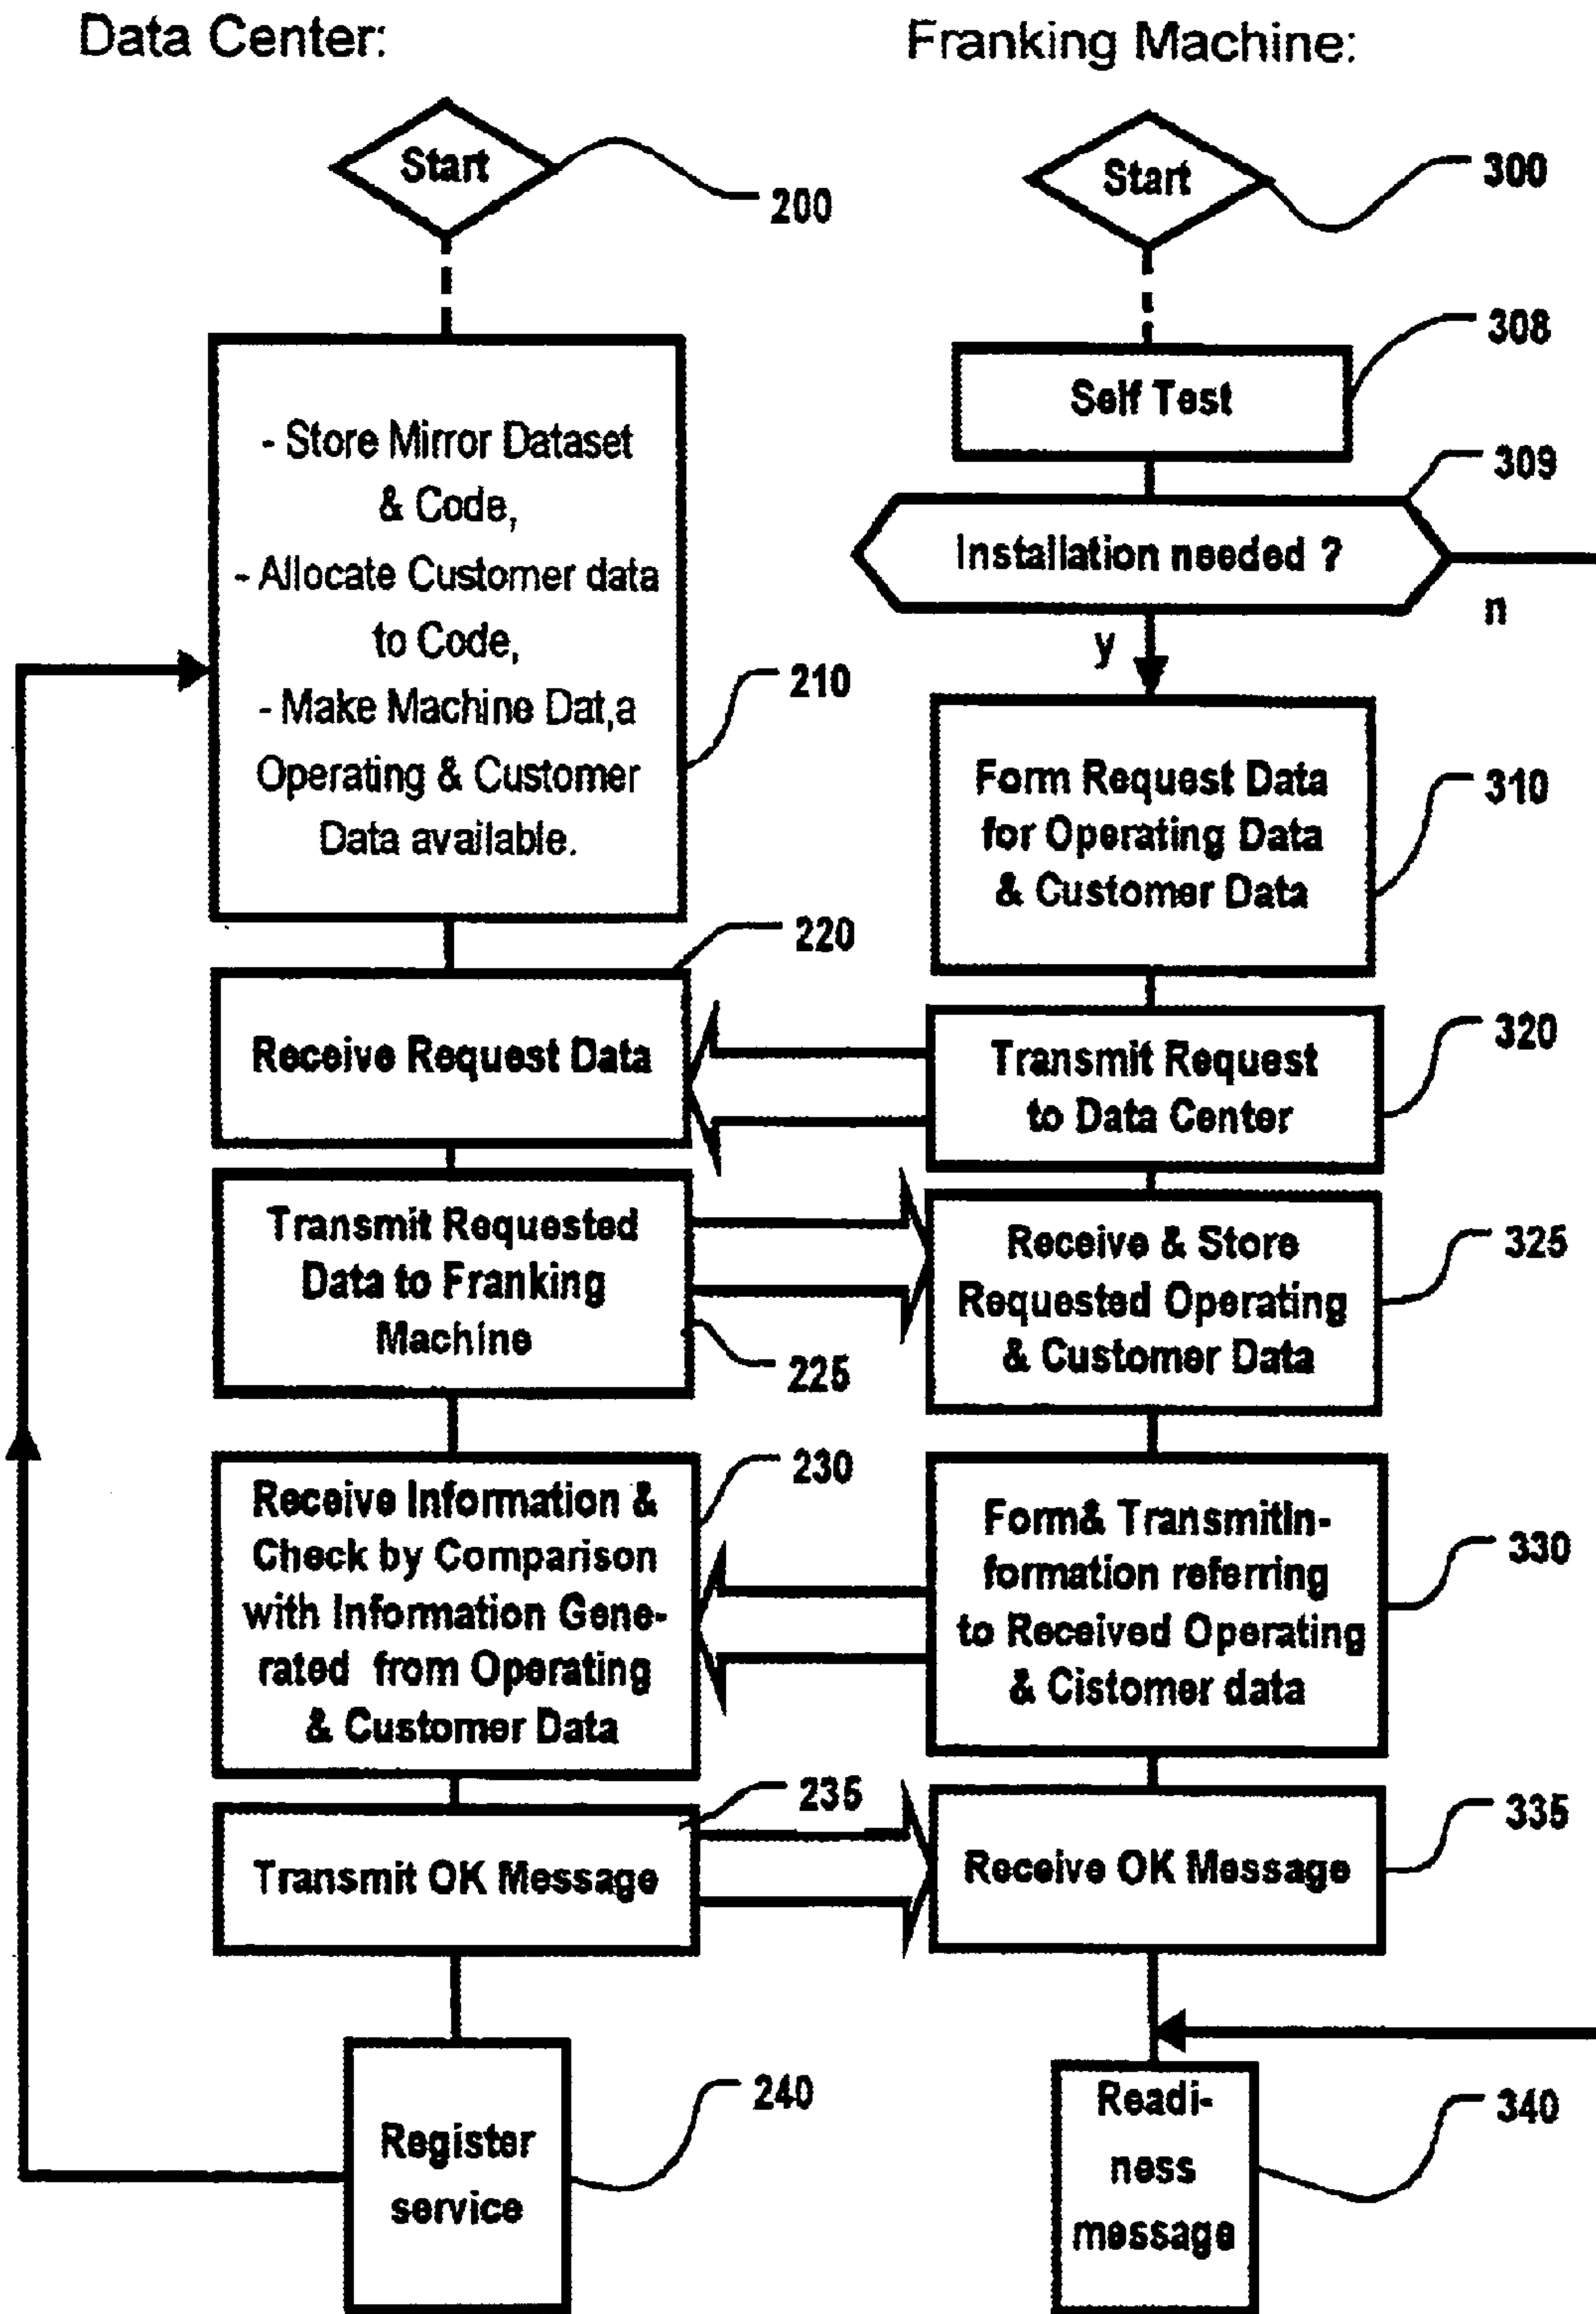 Data Center:
Franking Machine:
Start
200
Start
300
308
Self Test
309
Installation needed ?
n
y
- Store Mirror Dataset
& Code,
- Allocate Customer data
to Code,
- Make Machine Dat,a
Operating & Customer
Data available.
210
Form Request Data
for Operating Data
& Customer Data
310
220
Receive Request Data
Transmit Request
to Data Center
320
Transmit Requested
Data to Franking
Machine
225
Receive & Store
Requested Operating
& Customer Data
325
230
Receive Information &
Check by Comparison
with Information Gene-
rated from Operating
& Customer Data
Form& TransmitIn-
formation referring
to Received Operating
& Cistomer data
330
235
Transmit OK Message
Receive OK Message
335
Register
service
240
Readi-
ness
message
340